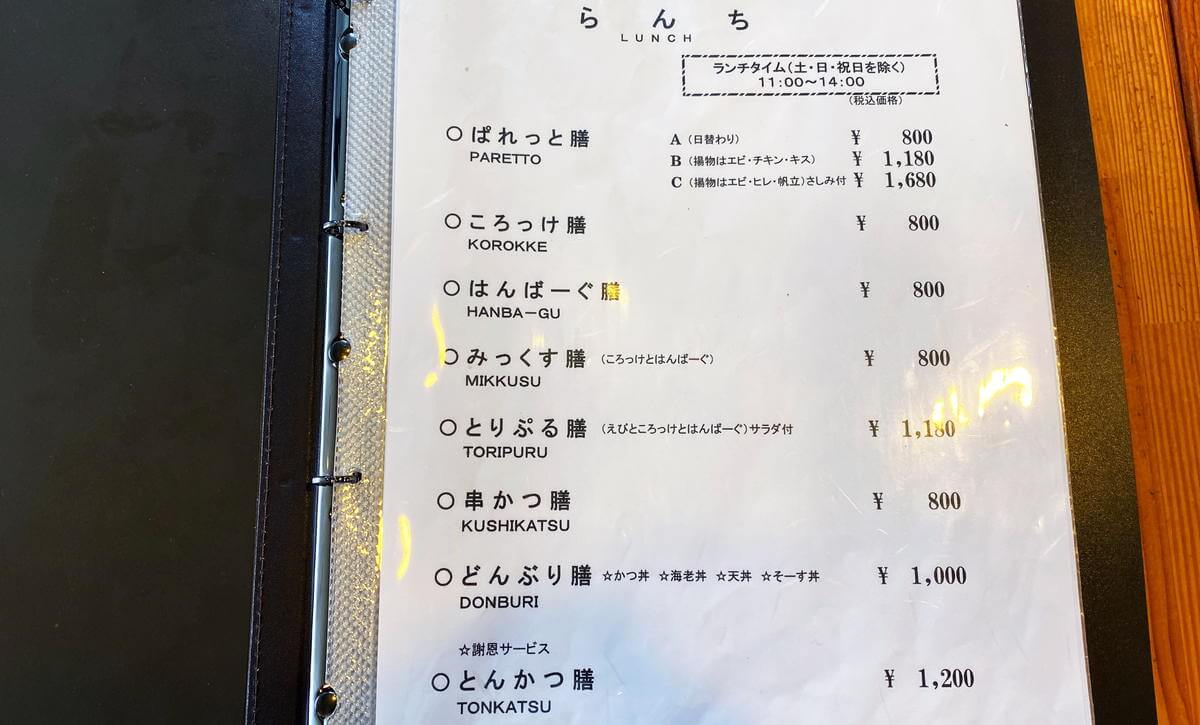 らんち
LUNCH
ランチタイム(土・日・祝日を除く)
11:00〜14:00
(税込価格)
○ ぱれっと膳 A (日替わり) ¥ 800
PARETTO B (揚物はエビ・チキン・キス) ¥ 1,180
C (揚物はエビ・ヒレ・帆立)さしみ付 ¥ 1,680
○ ころっけ膳 ¥ 800
KOROKKE
○ はんばーぐ膳 ¥ 800
HANBA-GU
○ みっくす膳 (ころっけとはんばーぐ) ¥ 800
MIKKUSU
○ とりぷる膳 (えびところっけとはんばーぐ)サラダ付 ¥ 1,180
TORIPURU
○ 串かつ膳 ¥ 800
KUSHIKATSU
○ どんぶり膳 ☆かつ丼 ☆海老丼 ☆天丼 ☆そーす丼 ¥ 1,000
DONBURI
☆謝恩サービス
○ とんかつ膳 ¥ 1,200
TONKATSU